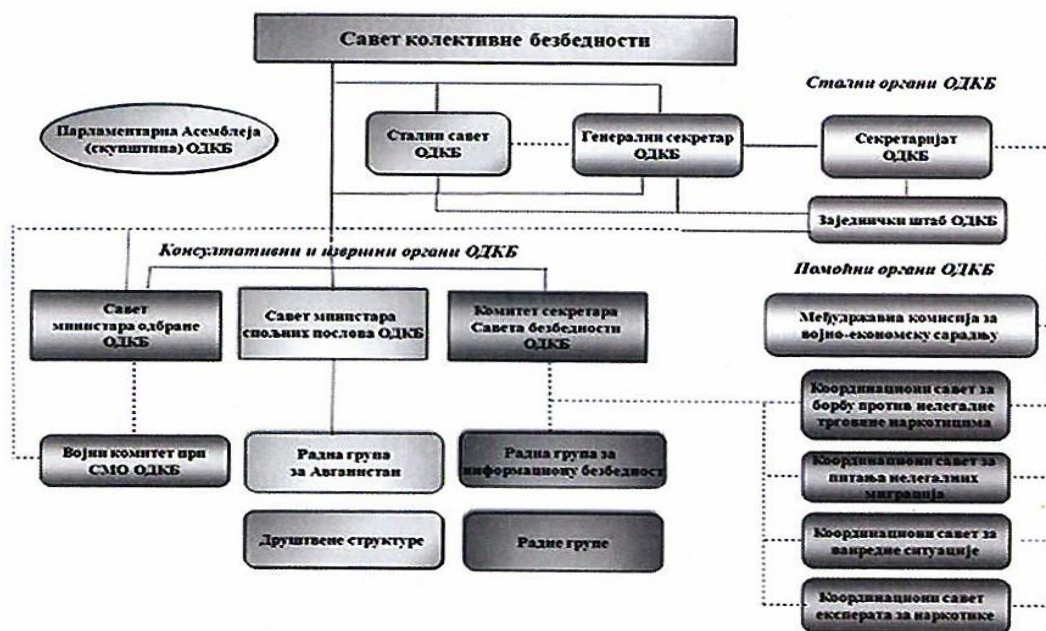 Савет колективне безбедности
Стални органи ОДКБ
Парламентарна Асемблеја
(скупштина) ОДКБ
Стални савет
ОДКБ
Генерални секретар
ОДКБ
Секретаријат
ОДКБ
Заједнички штаб ОДКБ
Консултативни и извршни органи ОДКБ
Помоћни органи ОДКБ
Савет
министара одбране
ОДКБ
Савет министара
спољних послова ОДКБ
Комитет секретара
Савета безбедности
ОДКБ
Међудржавна комисија за
војно-економску сарадњу
Координациони савет за
борбу против нелегалне
трговине наркотицима
Војни комитет при
СМО ОДКБ
Радна група
за Авганистан
Радна група за
информациону безбедност
Координациони савет за
питања нелегалних
миграција
Друштвене структуре
Радне групе
Координациони савет за
ванредне ситуације
Координациони савет
експерата за наркотике